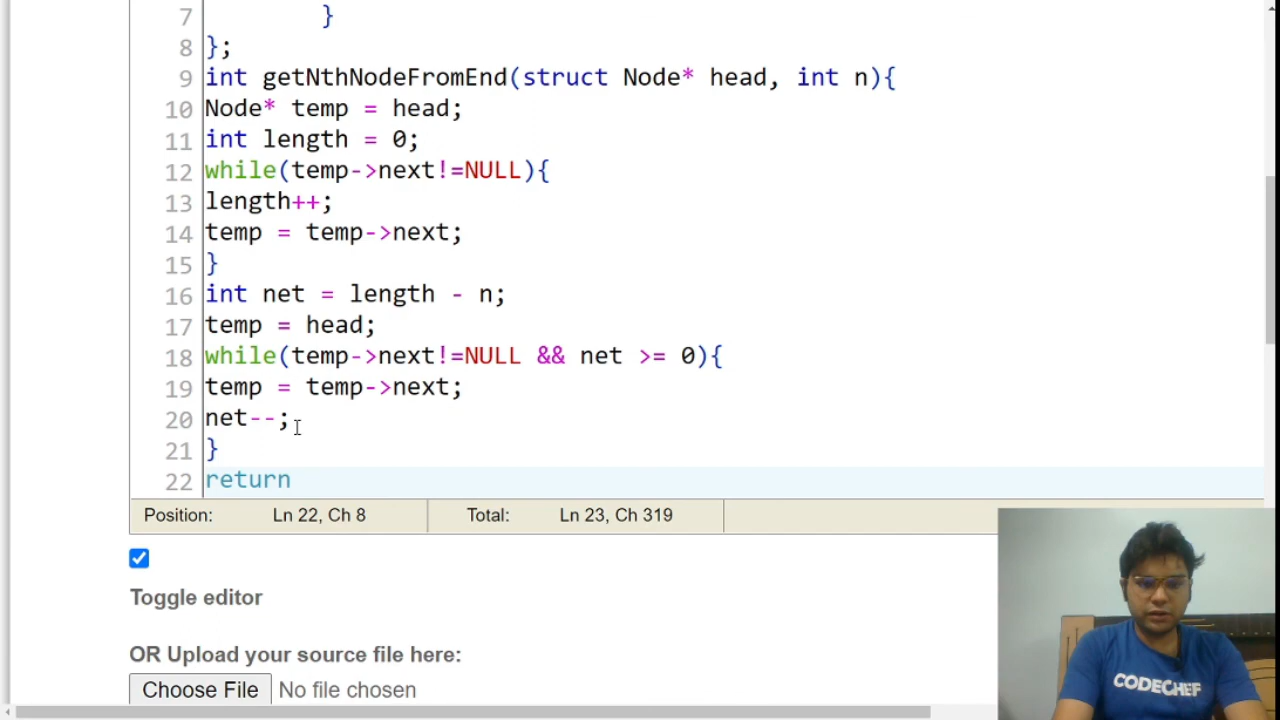 7 }
8 };
9 int getNthNodeFromEnd(struct Node* head, int n){
10 Node* temp = head;
11 int length = 0;
12 while(temp->next!=NULL){
13 length++;
14 temp = temp->next;
15 }
16 int net = length - n;
17 temp = head;
18 while(temp->next!=NULL && net >= 0){
19 temp = temp->next;
20 net--;
21 }
22 return
Position: Ln 22, Ch 8 Total: Ln 23, Ch 319
Toggle editor
OR Upload your source file here:
Choose File No file chosen
CODECHEF